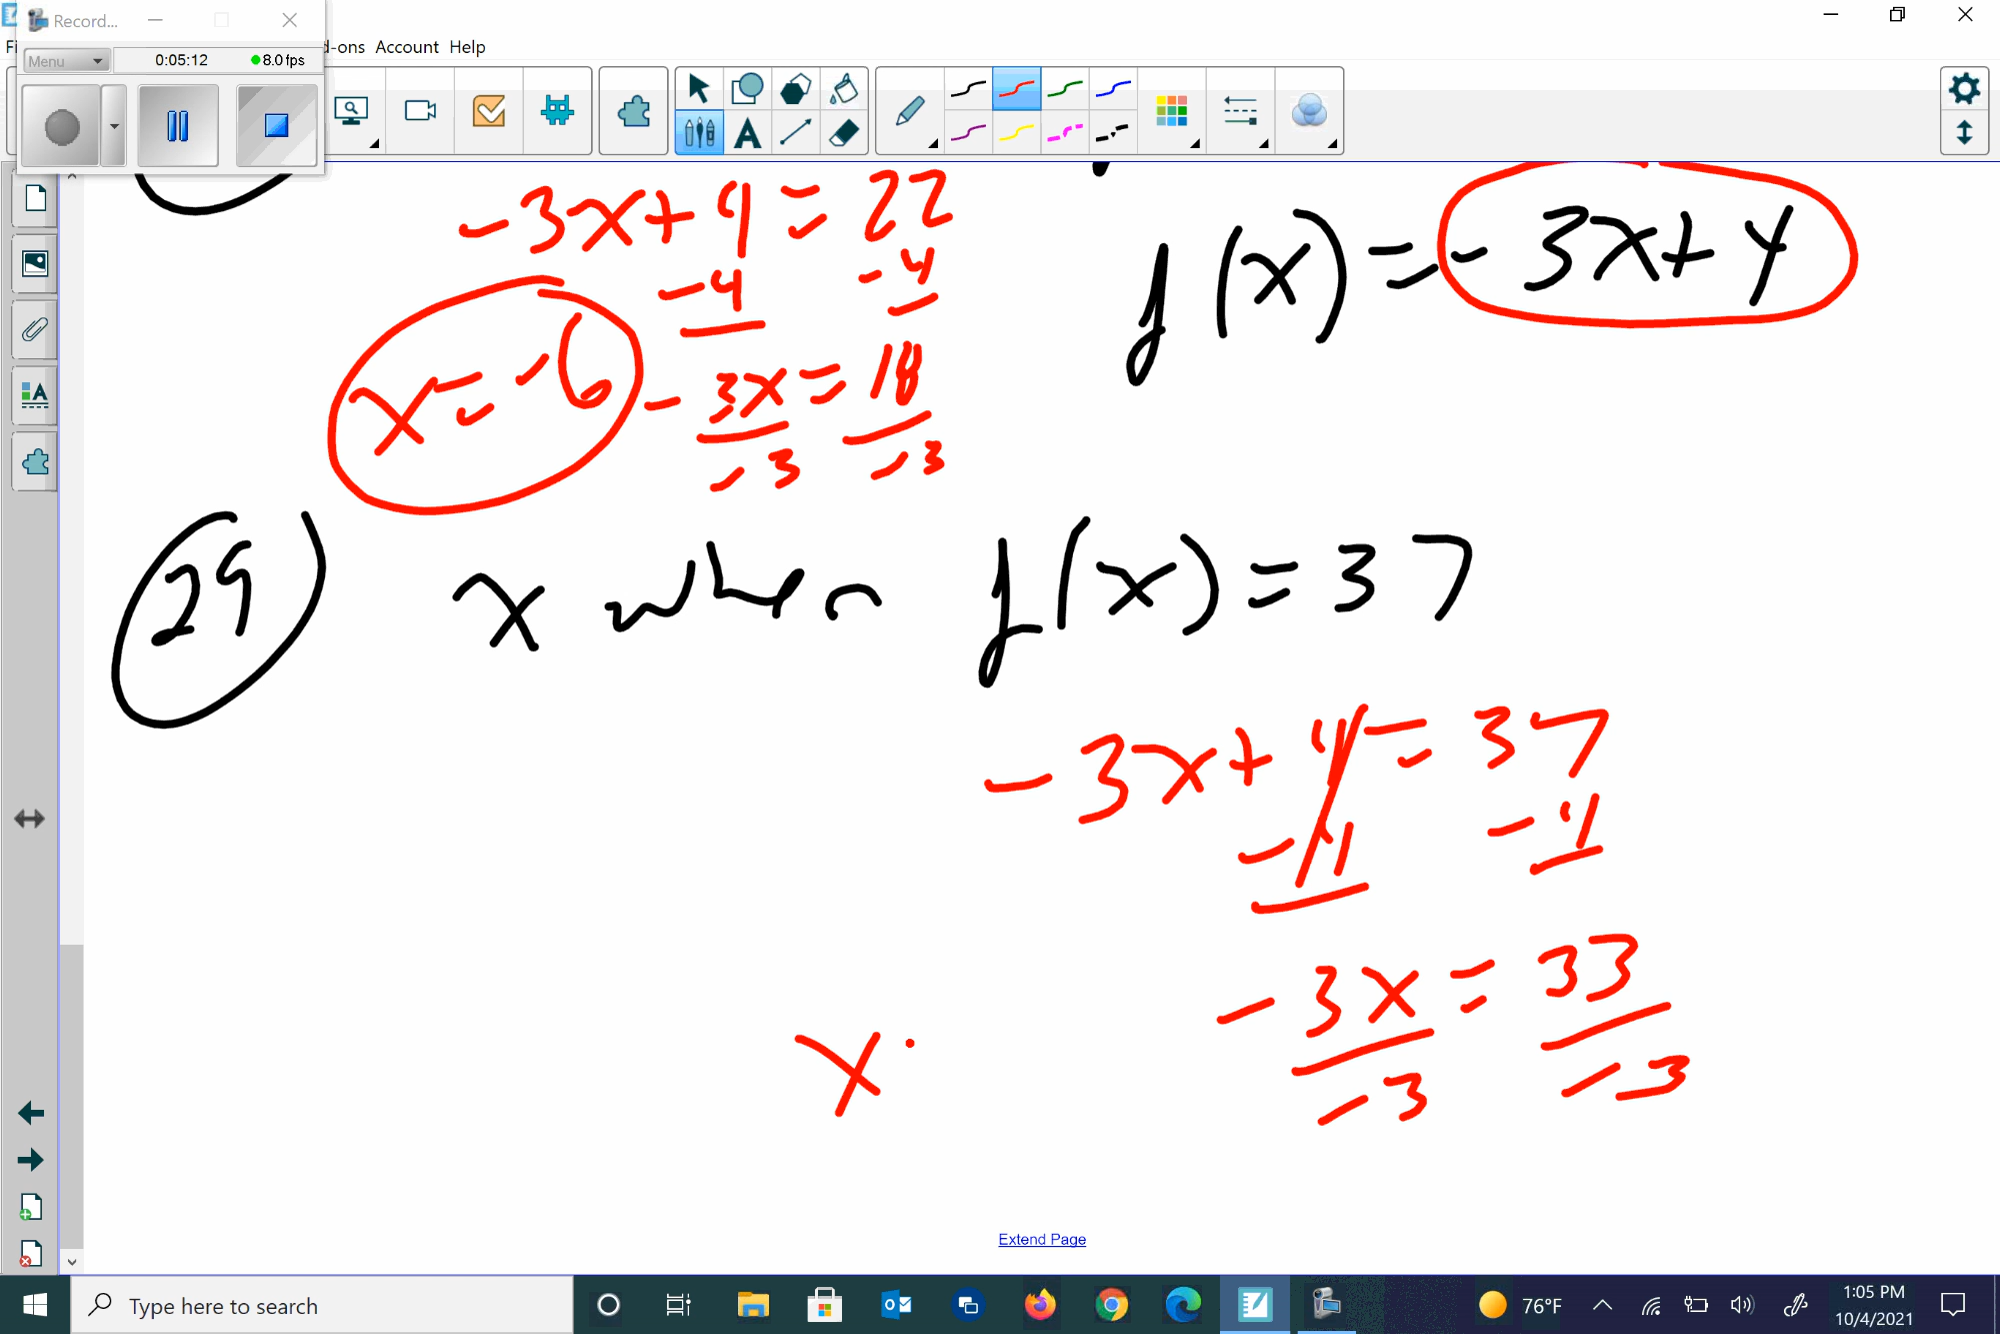 Record...
Menu 0:05:12 8.0 fps
d-ons Account Help
-3x+4=22
-4 -4
f(x)=-3x+4
x=-6
-3x=18
-3 -3
29) x when f(x)=37
-3x+4=37
-4 -4
-3x=33
-3 -3
x
Extend Page
Type here to search
76°F
1:05 PM
10/4/2021